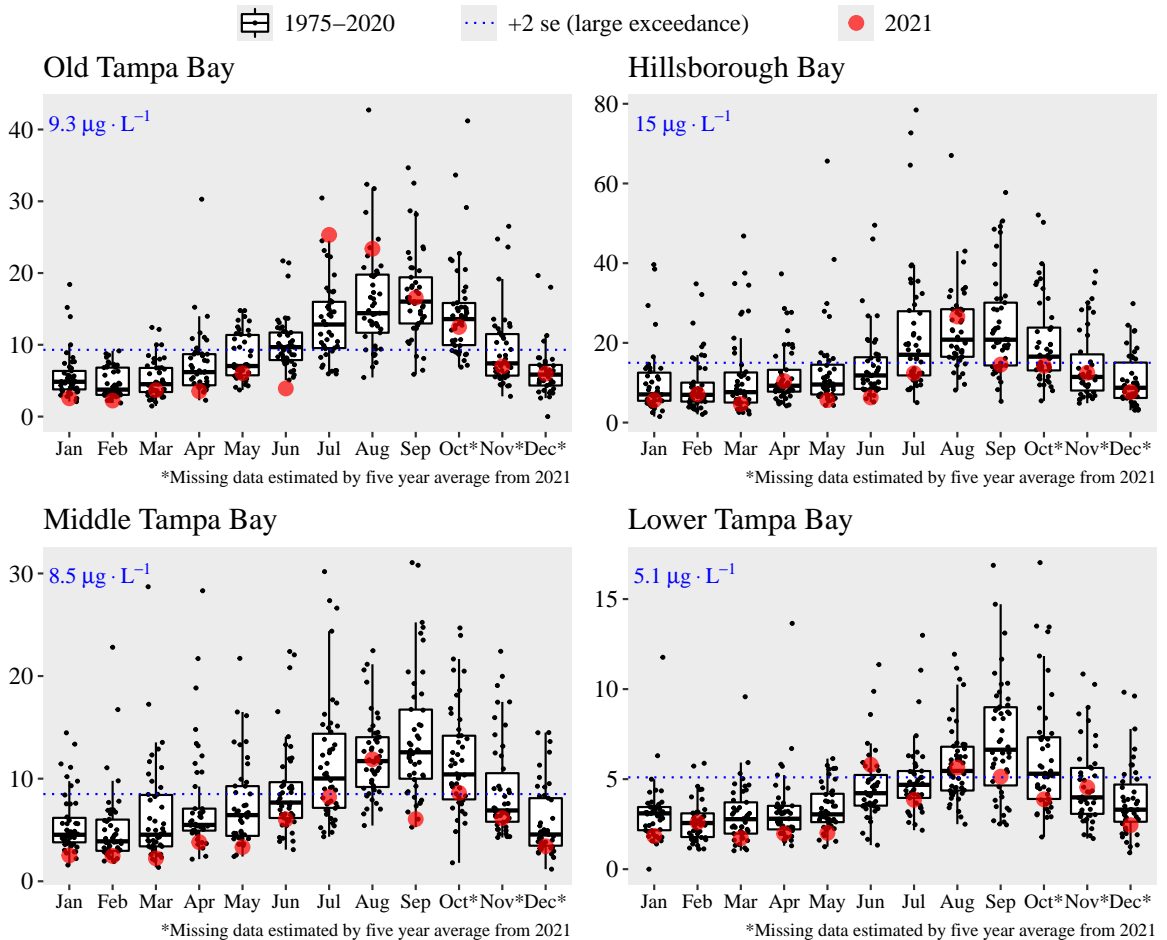 1975–2020 +2 se (large exceedance) 2021
Old Tampa Bay
9.3 μg · L⁻¹
40
30
20
10
0
Jan Feb Mar Apr May Jun Jul Aug Sep Oct* Nov* Dec*
*Missing data estimated by five year average from 2021
Hillsborough Bay
15 μg · L⁻¹
80
60
40
20
0
Jan Feb Mar Apr May Jun Jul Aug Sep Oct* Nov* Dec*
*Missing data estimated by five year average from 2021
Middle Tampa Bay
8.5 μg · L⁻¹
30
20
10
0
Jan Feb Mar Apr May Jun Jul Aug Sep Oct* Nov* Dec*
*Missing data estimated by five year average from 2021
Lower Tampa Bay
5.1 μg · L⁻¹
15
10
5
0
Jan Feb Mar Apr May Jun Jul Aug Sep Oct* Nov* Dec*
*Missing data estimated by five year average from 2021